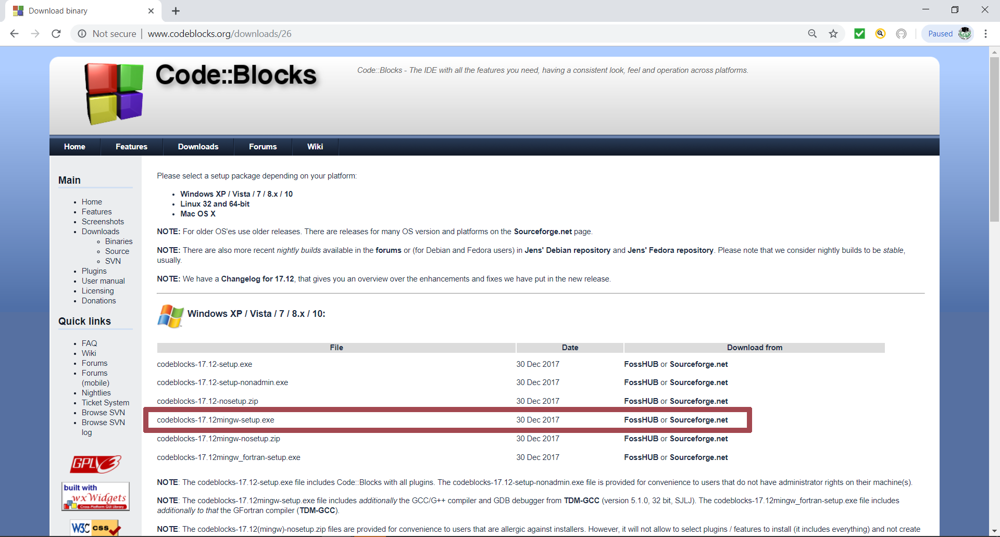 Download binary
Not secure | www.codeblocks.org/downloads/26
Paused
Code::Blocks
Code::Blocks - The IDE with all the features you need, having a consistent look, feel and operation across platforms.
Home Features Downloads Forums Wiki
Main
Home
Features
Screenshots
Downloads
Binaries
Source
SVN
Plugins
User manual
Licensing
Donations
Quick links
FAQ
Wiki
Forums
Forums
(mobile)
Nightlies
Ticket System
Browse SVN
Browse SVN
log
GPL v3
built with
wxWidgets
Cross-Platform GUI Library
W3C css
Please select a setup package depending on your platform:
Windows XP / Vista / 7 / 8.x / 10
Linux 32 and 64-bit
Mac OS X
NOTE: For older OS'es use older releases. There are releases for many OS version and platforms on the Sourceforge.net page.
NOTE: There are also more recent nightly builds available in the forums or (for Debian and Fedora users) in Jens' Debian repository and Jens' Fedora repository. Please note that we consider nightly builds to be stable,
usually.
NOTE: We have a Changelog for 17.12, that gives you an overview over the enhancements and fixes we have put in the new release.
Windows XP / Vista / 7 / 8.x / 10:
File Date Download from
codeblocks-17.12-setup.exe 30 Dec 2017 FossHUB or Sourceforge.net
codeblocks-17.12-setup-nonadmin.exe 30 Dec 2017 FossHUB or Sourceforge.net
codeblocks-17.12-nosetup.zip 30 Dec 2017 FossHUB or Sourceforge.net
codeblocks-17.12mingw-setup.exe 30 Dec 2017 FossHUB or Sourceforge.net
codeblocks-17.12mingw-nosetup.zip 30 Dec 2017 FossHUB or Sourceforge.net
codeblocks-17.12mingw_fortran-setup.exe 30 Dec 2017 FossHUB or Sourceforge.net
NOTE: The codeblocks-17.12-setup.exe file includes Code::Blocks with all plugins. The codeblocks-17.12-setup-nonadmin.exe file is provided for convenience to users that do not have administrator rights on their machine(s).
NOTE: The codeblocks-17.12mingw-setup.exe file includes additionally the GCC/G++ compiler and GDB debugger from TDM-GCC (version 5.1.0, 32 bit, SJLJ). The codeblocks-17.12mingw_fortran-setup.exe file includes
additionally to that the GFortran compiler (TDM-GCC).
NOTE: The codeblocks-17.12(mingw)-nosetup.zip files are provided for convenience to users that are allergic against installers. However, it will not allow to select plugins / features to install (it includes everything) and not create